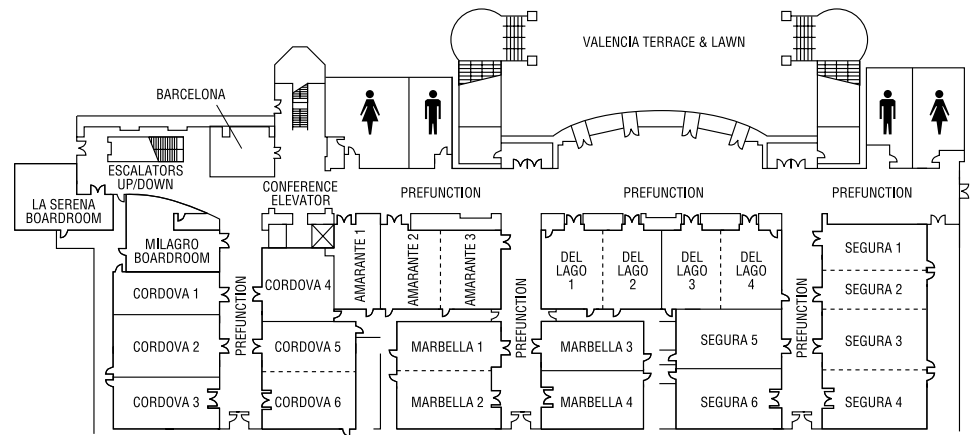 VALENCIA TERRACE & LAWN
BARCELONA
ESCALATORS
UP/DOWN
CONFERENCE
ELEVATOR
PREFUNCTION
PREFUNCTION
PREFUNCTION
LA SERENA
BOARDROOM
MILAGRO
BOARDROOM
CORDOVA 1
CORDOVA 2
CORDOVA 3
PREFUNCTION
CORDOVA 4
CORDOVA 5
CORDOVA 6
AMARANTE 1
AMARANTE 2
AMARANTE 3
MARBELLA 1
MARBELLA 2
PREFUNCTION
DEL
LAGO
1
DEL
LAGO
2
DEL
LAGO
3
DEL
LAGO
4
MARBELLA 3
MARBELLA 4
SEGURA 5
SEGURA 6
PREFUNCTION
SEGURA 1
SEGURA 2
SEGURA 3
SEGURA 4